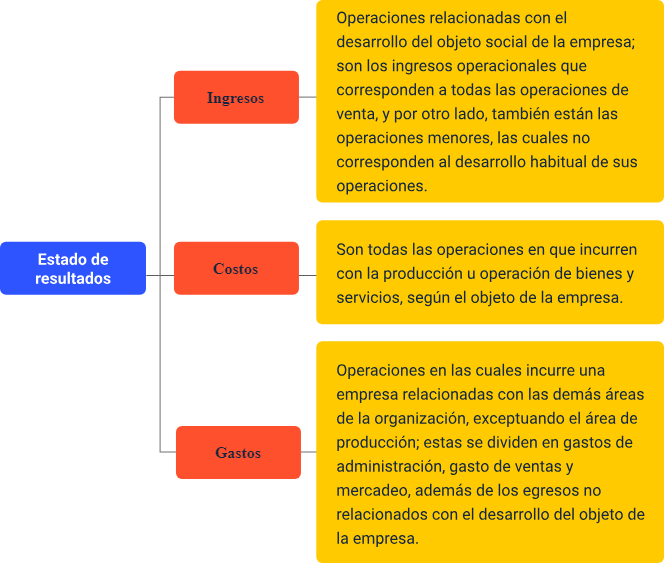 Estado de
resultados
Ingresos
Operaciones relacionadas con el
desarrollo del objeto social de la empresa;
son los ingresos operacionales que
corresponden a todas las operaciones de
venta, y por otro lado, también están las
operaciones menores, las cuales no
corresponden al desarrollo habitual de sus
operaciones.
Costos
Son todas las operaciones en que incurren
con la producción u operación de bienes y
servicios, según el objeto de la empresa.
Gastos
Operaciones en las cuales incurre una
empresa relacionadas con las demás áreas
de la organización, exceptuando el área de
producción; estas se dividen en gastos de
administración, gasto de ventas y
mercadeo, además de los egresos no
relacionados con el desarrollo del objeto de
la empresa.